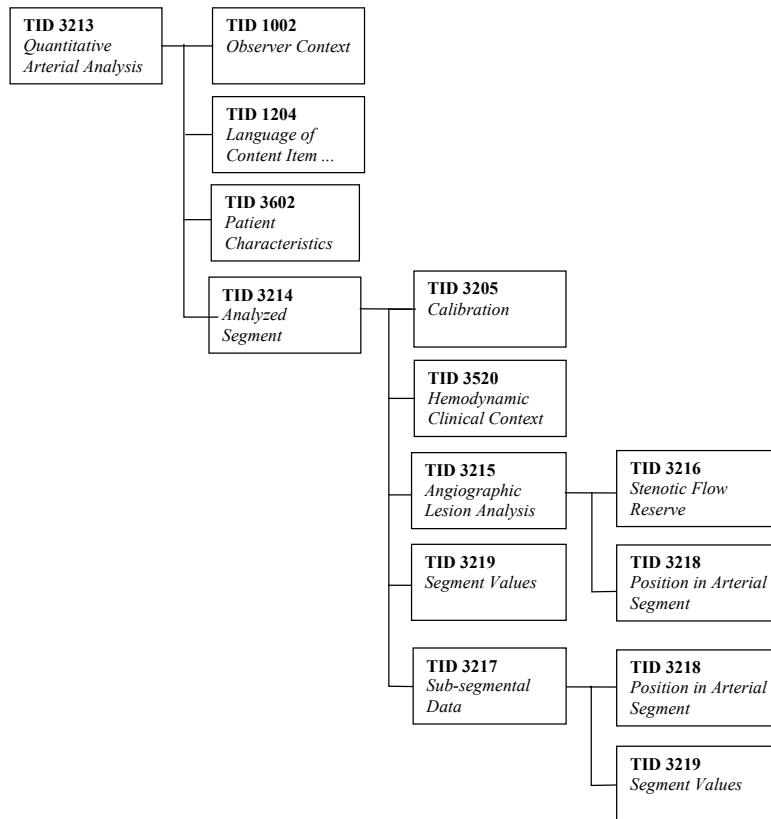 TID 3213
Quantitative
Arterial Analysis
TID 1002
Observer Context
TID 1204
Language of
Content Item ...
TID 3602
Patient
Characteristics
TID 3214
Analyzed
Segment
TID 3205
Calibration
TID 3520
Hemodynamic
Clinical Context
TID 3215
Angiographic
Lesion Analysis
TID 3216
Stenotic Flow
Reserve
TID 3218
Position in Arterial
Segment
TID 3219
Segment Values
TID 3217
Sub-segmental
Data
TID 3218
Position in Arterial
Segment
TID 3219
Segment Values